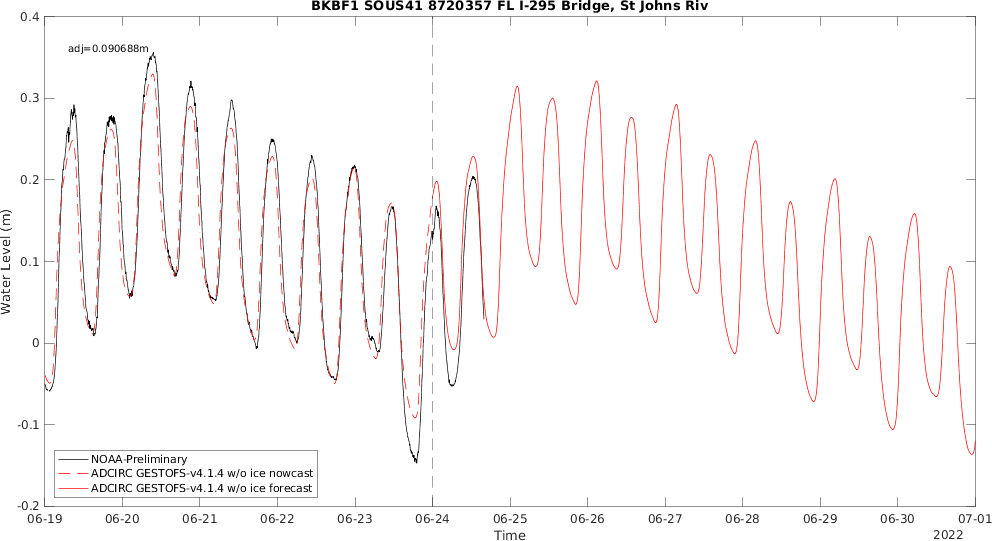 BKBF1 SOUS41 8720357 FL I-295 Bridge, St Johns Riv
adj=0.090688m
0.4
0.3
0.2
0.1
0
-0.1
-0.2
Water Level (m)
NOAA-Preliminary
ADCIRC GESTOFS-v4.1.4 w/o ice nowcast
ADCIRC GESTOFS-v4.1.4 w/o ice forecast
06-19 06-20 06-21 06-22 06-23 06-24 06-25 06-26 06-27 06-28 06-29 06-30 07-01
Time
2022